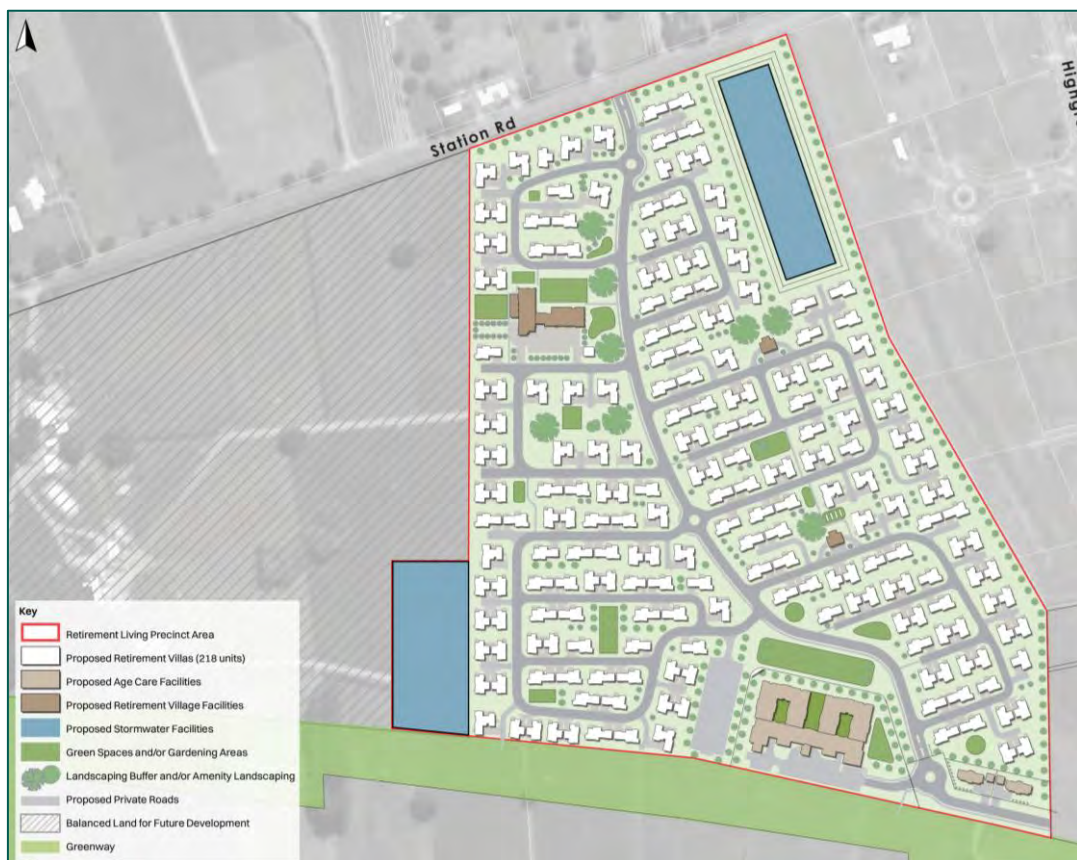 Station Rd
Key
Retirement Living Precinct Area
Proposed Retirement Villas (218 units)
Proposed Age Care Facilities
Proposed Retirement Village Facilities
Proposed Stormwater Facilities
Green Spaces and/or Gardening Areas
Landscaping Buffer and/or Amenity Landscaping
Proposed Private Roads
Balanced Land for Future Development
Greenway